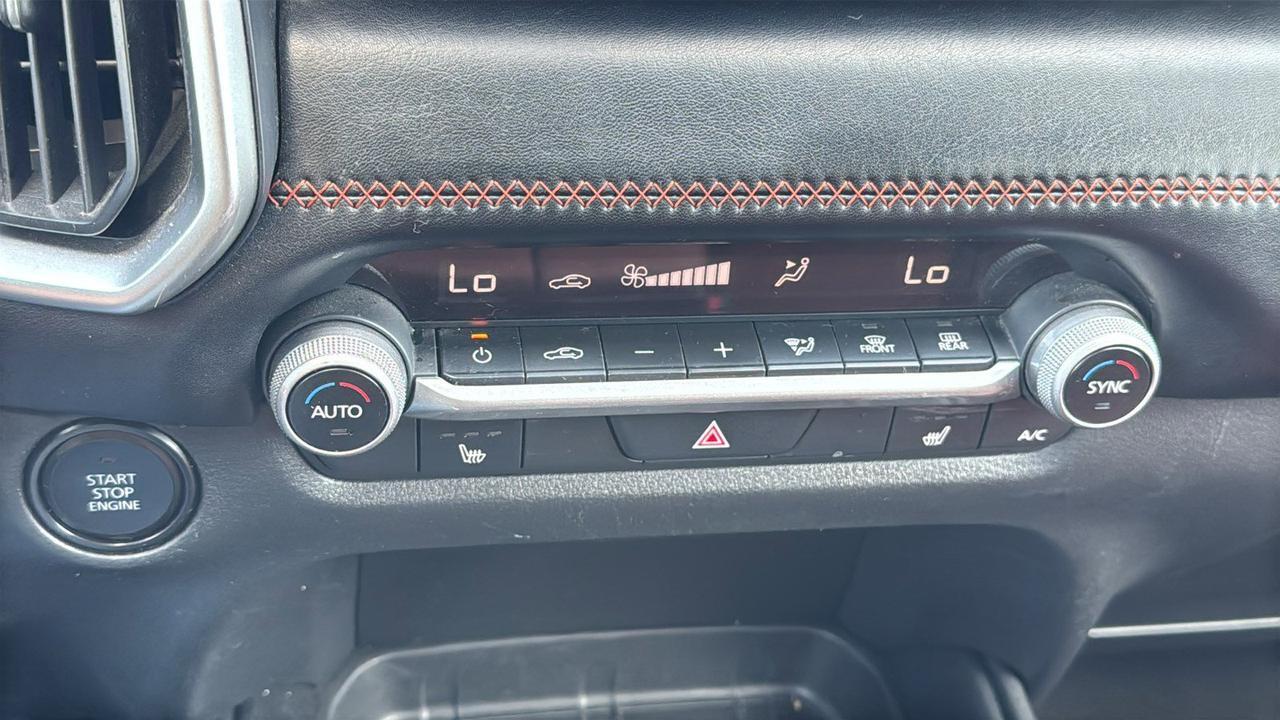 Lo
Lo
FRONT
REAR
AUTO
SYNC
A/C
START
STOP
ENGINE